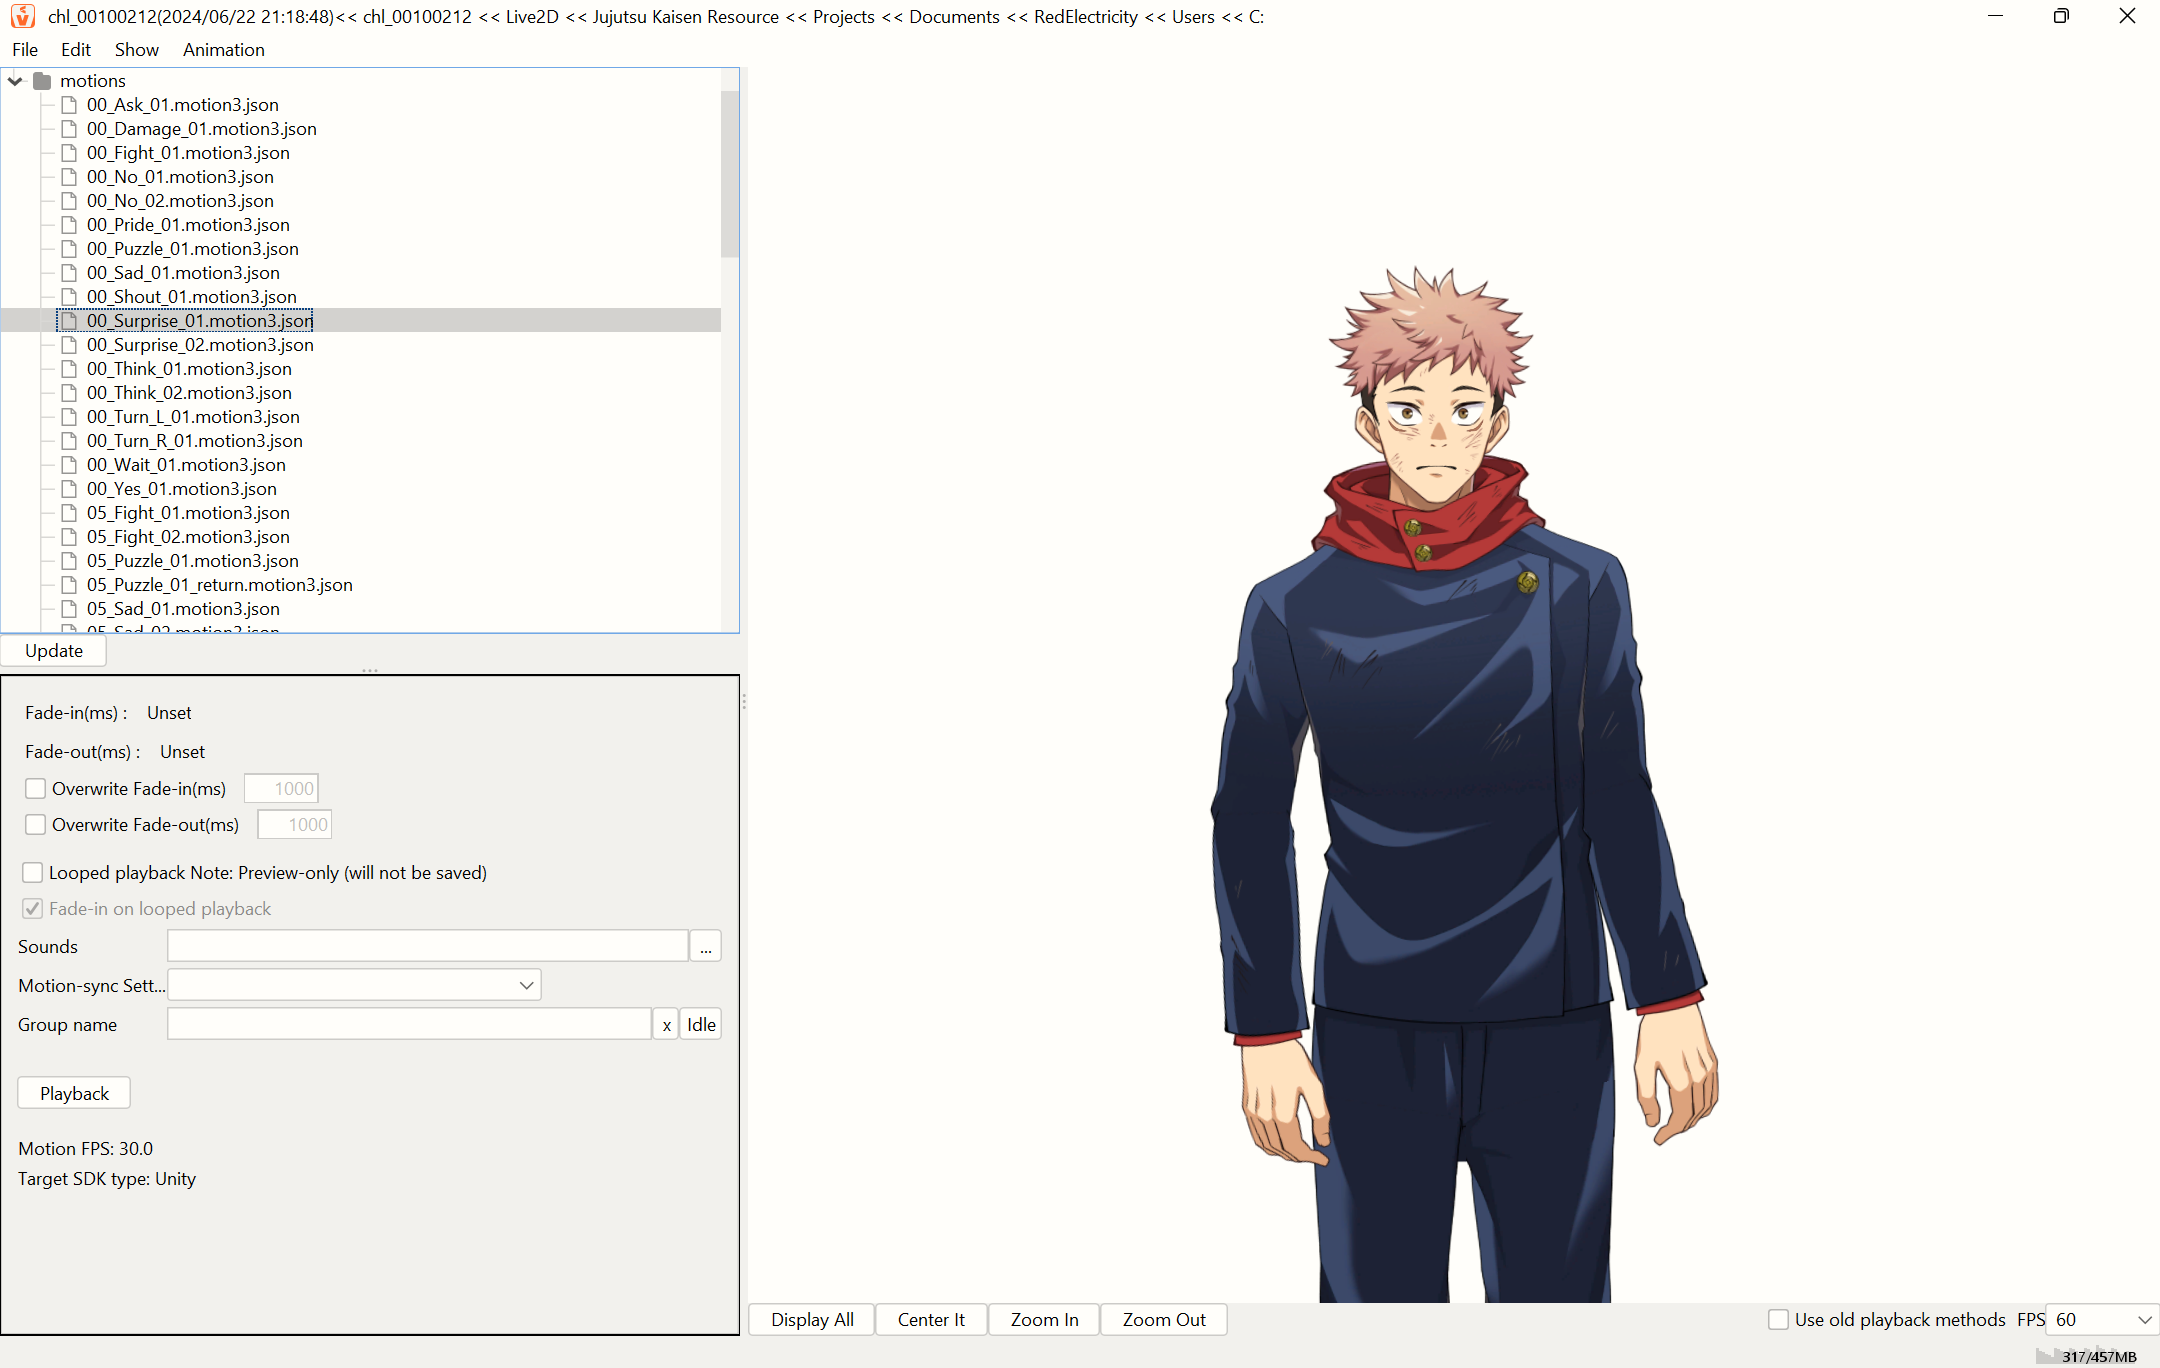 chl_00100212(2024/06/22 21:18:48)<< chl_00100212 << Live2D << Jujutsu Kaisen Resource << Projects << Documents << RedElectricity << Users << C:
File Edit Show Animation
motions
00_Ask_01.motion3.json
00_Damage_01.motion3.json
00_Fight_01.motion3.json
00_No_01.motion3.json
00_No_02.motion3.json
00_Pride_01.motion3.json
00_Puzzle_01.motion3.json
00_Sad_01.motion3.json
00_Shout_01.motion3.json
00_Surprise_01.motion3.json
00_Surprise_02.motion3.json
00_Think_01.motion3.json
00_Think_02.motion3.json
00_Turn_L_01.motion3.json
00_Turn_R_01.motion3.json
00_Wait_01.motion3.json
00_Yes_01.motion3.json
05_Fight_01.motion3.json
05_Fight_02.motion3.json
05_Puzzle_01.motion3.json
05_Puzzle_01_return.motion3.json
05_Sad_01.motion3.json
05_Sad_02.motion3.json
Update
Fade-in(ms) : Unset
Fade-out(ms) : Unset
Overwrite Fade-in(ms) 1000
Overwrite Fade-out(ms) 1000
Looped playback Note: Preview-only (will not be saved)
Fade-in on looped playback
Sounds ...
Motion-sync Sett...
Group name x Idle
Playback
Motion FPS: 30.0
Target SDK type: Unity
Display All Center It Zoom In Zoom Out Use old playback methods FPS 60
317/457MB